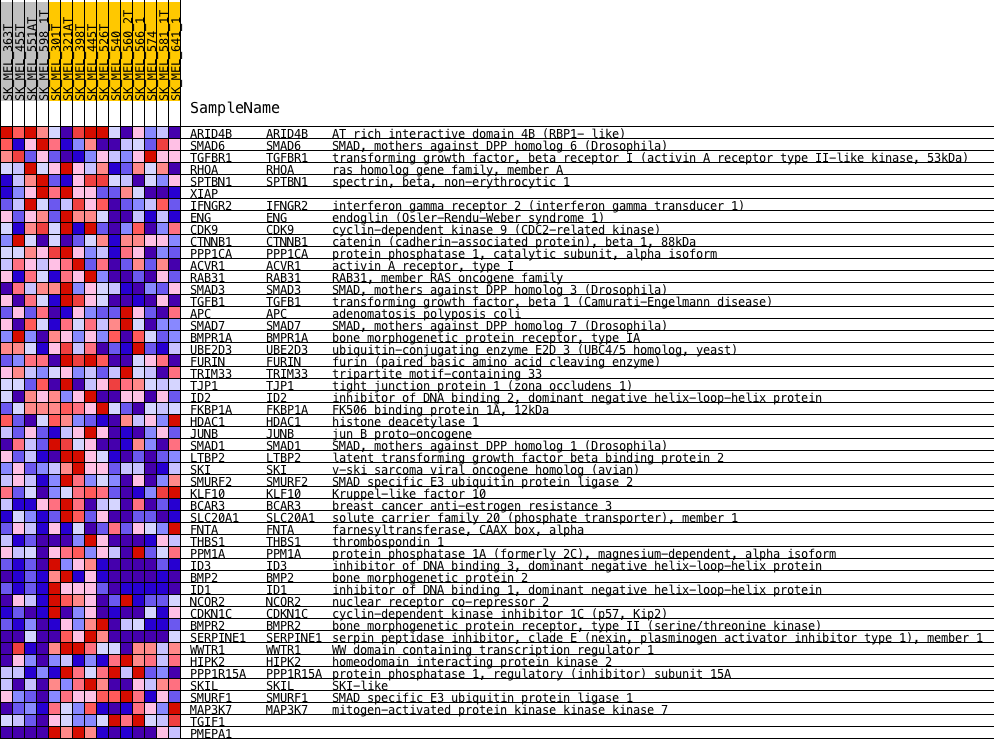 SK_MEL_363T
SK_MEL_455T
SK_MEL_551AT
SK_MEL_598_1T
SK_MEL_301T
SK_MEL_321AT
SK_MEL_398T
SK_MEL_445T
SK_MEL_526T
SK_MEL_540
SK_MEL_560_2T
SK_MEL_566_1
SK_MEL_574
SK_MEL_581_1T
SK_MEL_641_1
SampleName
ARID4B ARID4B AT rich interactive domain 4B (RBP1- like)
SMAD6 SMAD6 SMAD, mothers against DPP homolog 6 (Drosophila)
TGFBR1 TGFBR1 transforming growth factor, beta receptor I (activin A receptor type II-like kinase, 53kDa)
RHOA RHOA ras homolog gene family, member A
SPTBN1 SPTBN1 spectrin, beta, non-erythrocytic 1
XIAP
IFNGR2 IFNGR2 interferon gamma receptor 2 (interferon gamma transducer 1)
ENG ENG endoglin (Osler-Rendu-Weber syndrome 1)
CDK9 CDK9 cyclin-dependent kinase 9 (CDC2-related kinase)
CTNNB1 CTNNB1 catenin (cadherin-associated protein), beta 1, 88kDa
PPP1CA PPP1CA protein phosphatase 1, catalytic subunit, alpha isoform
ACVR1 ACVR1 activin A receptor, type I
RAB31 RAB31 RAB31, member RAS oncogene family
SMAD3 SMAD3 SMAD, mothers against DPP homolog 3 (Drosophila)
TGFB1 TGFB1 transforming growth factor, beta 1 (Camurati-Engelmann disease)
APC APC adenomatosis polyposis coli
SMAD7 SMAD7 SMAD, mothers against DPP homolog 7 (Drosophila)
BMPR1A BMPR1A bone morphogenetic protein receptor, type IA
UBE2D3 UBE2D3 ubiquitin-conjugating enzyme E2D 3 (UBC4/5 homolog, yeast)
FURIN FURIN furin (paired basic amino acid cleaving enzyme)
TRIM33 TRIM33 tripartite motif-containing 33
TJP1 TJP1 tight junction protein 1 (zona occludens 1)
ID2 ID2 inhibitor of DNA binding 2, dominant negative helix-loop-helix protein
FKBP1A FKBP1A FK506 binding protein 1A, 12kDa
HDAC1 HDAC1 histone deacetylase 1
JUNB JUNB jun B proto-oncogene
SMAD1 SMAD1 SMAD, mothers against DPP homolog 1 (Drosophila)
LTBP2 LTBP2 latent transforming growth factor beta binding protein 2
SKI SKI v-ski sarcoma viral oncogene homolog (avian)
SMURF2 SMURF2 SMAD specific E3 ubiquitin protein ligase 2
KLF10 KLF10 Kruppel-like factor 10
BCAR3 BCAR3 breast cancer anti-estrogen resistance 3
SLC20A1 SLC20A1 solute carrier family 20 (phosphate transporter), member 1
FNTA FNTA farnesyltransferase, CAAX box, alpha
THBS1 THBS1 thrombospondin 1
PPM1A PPM1A protein phosphatase 1A (formerly 2C), magnesium-dependent, alpha isoform
ID3 ID3 inhibitor of DNA binding 3, dominant negative helix-loop-helix protein
BMP2 BMP2 bone morphogenetic protein 2
ID1 ID1 inhibitor of DNA binding 1, dominant negative helix-loop-helix protein
NCOR2 NCOR2 nuclear receptor co-repressor 2
CDKN1C CDKN1C cyclin-dependent kinase inhibitor 1C (p57, Kip2)
BMPR2 BMPR2 bone morphogenetic protein receptor, type II (serine/threonine kinase)
SERPINE1 SERPINE1 serpin peptidase inhibitor, clade E (nexin, plasminogen activator inhibitor type 1), member 1
WWTR1 WWTR1 WW domain containing transcription regulator 1
HIPK2 HIPK2 homeodomain interacting protein kinase 2
PPP1R15A PPP1R15A protein phosphatase 1, regulatory (inhibitor) subunit 15A
SKIL SKIL SKI-like
SMURF1 SMURF1 SMAD specific E3 ubiquitin protein ligase 1
MAP3K7 MAP3K7 mitogen-activated protein kinase kinase kinase 7
TGIF1
PMEPA1